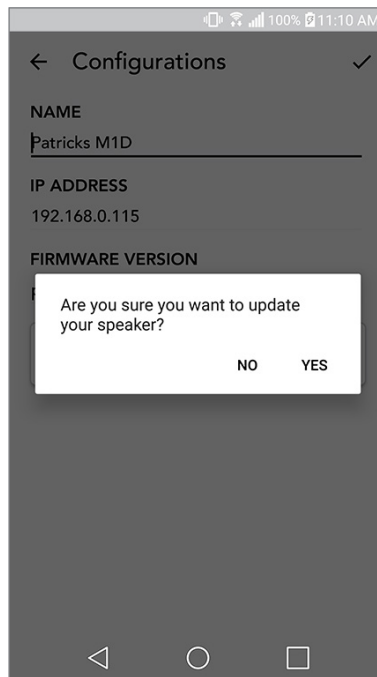 100% 11:10 AM
Configurations
NAME
Patricks M1D
IP ADDRESS
192.168.0.115
FIRMWARE VERSION
Are you sure you want to update
your speaker?
NO YES